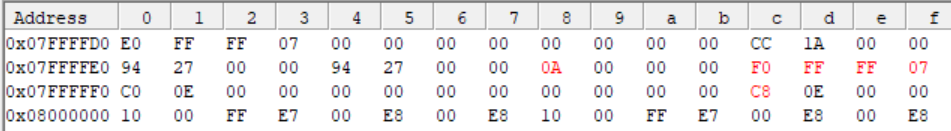 Address 0 1 2 3 4 5 6 7 8 9 a b c d e f
0x07FFFFD0 E0 FF FF 07 00 00 00 00 00 00 00 00 CC 1A 00 00
0x07FFFFE0 94 27 00 00 94 27 00 00 0A 00 00 00 F0 FF FF 07
0x07FFFFF0 C0 0E 00 00 00 00 00 00 00 00 00 00 C8 0E 00 00
0x08000000 10 00 FF E7 00 E8 00 E8 10 00 FF E7 00 E8 00 E8